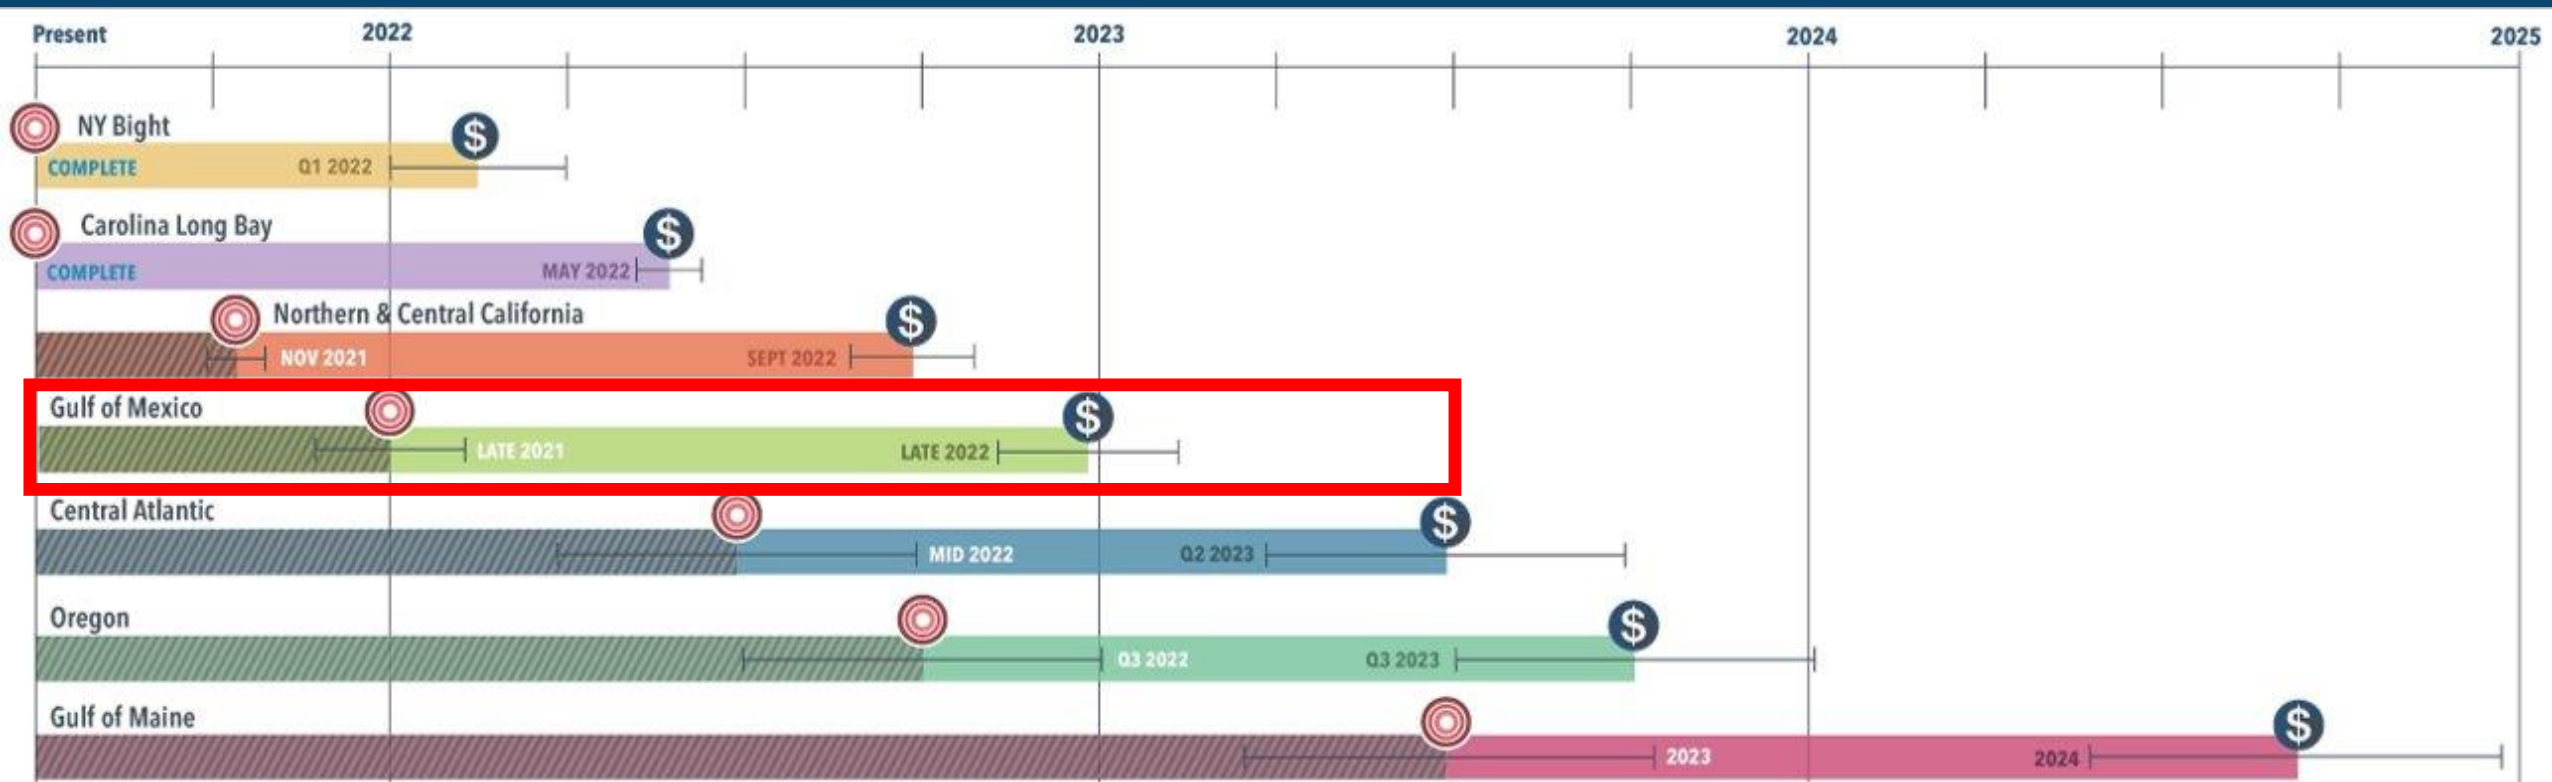 Present 2022 2023 2024 2025
NY Bight
$
COMPLETE Q1 2022
Carolina Long Bay
$
COMPLETE MAY 2022
Northern & Central California
$
NOV 2021 SEPT 2022
Gulf of Mexico
$
LATE 2021 LATE 2022
Central Atlantic
$
MID 2022 Q2 2023
Oregon
$
Q3 2022 Q3 2023
Gulf of Maine
$
2023 2024